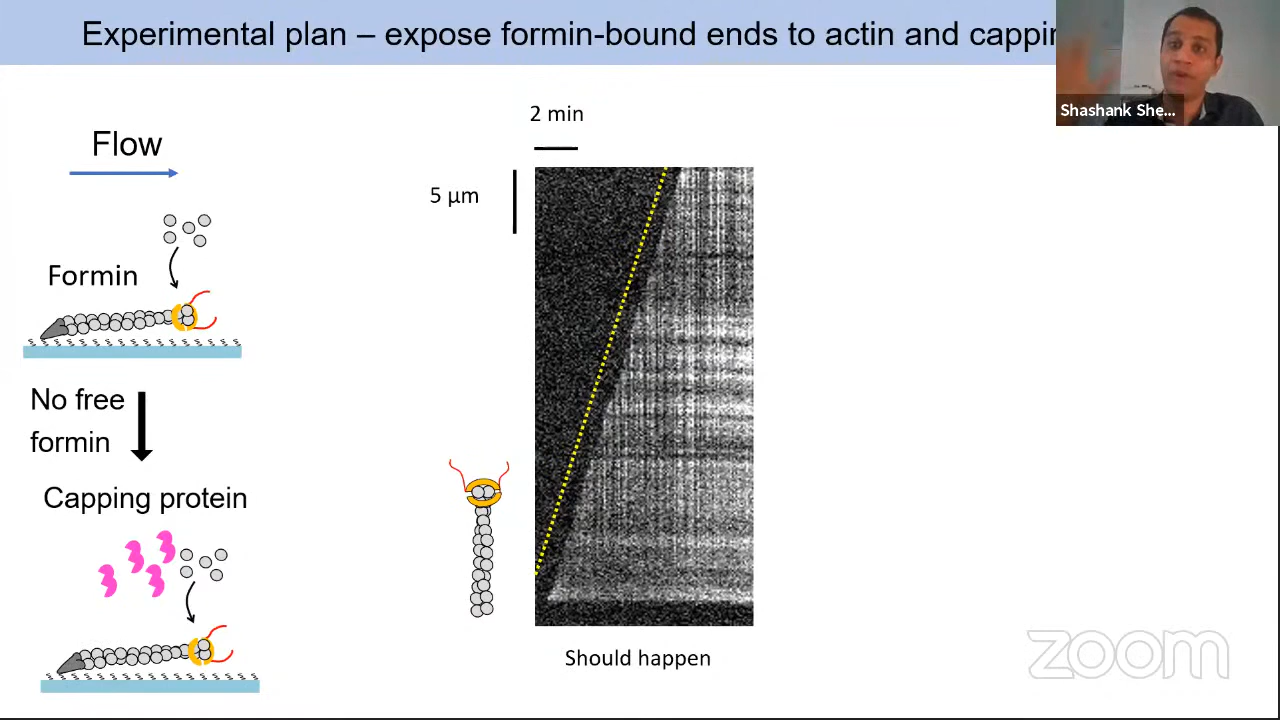 Experimental plan – expose formin-bound ends to actin and cappin
Shashank She...
2 min
Flow
5 μm
Formin
No free
formin
Capping protein
Should happen
zoom